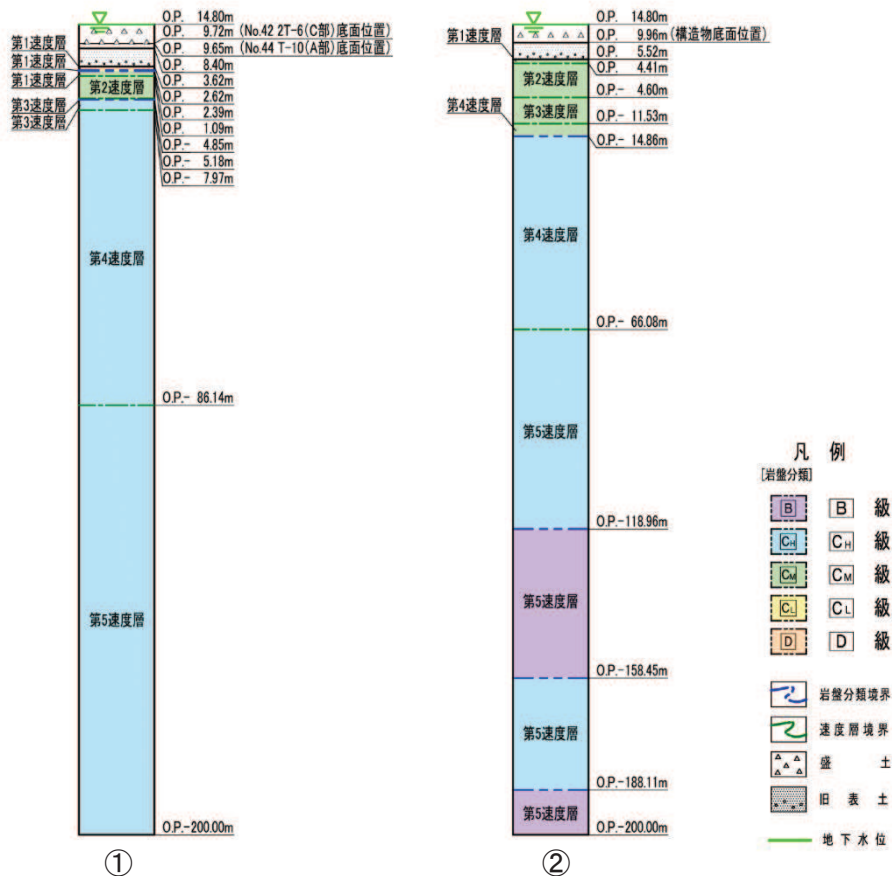 O.P. 14.80m
O.P. 9.72m (No.42 2T-6(C部)底面位置)
O.P. 9.65m (No.44 T-10(A部)底面位置)
O.P. 8.40m
O.P. 3.62m
O.P. 2.62m
O.P. 2.39m
O.P. 1.09m
O.P.- 4.85m
O.P.- 5.18m
O.P.- 7.97m
第1速度層
第1速度層
第1速度層
第2速度層
第3速度層
第3速度層
第4速度層
O.P.- 86.14m
第5速度層
O.P.-200.00m
①
O.P. 14.80m
O.P. 9.96m (構造物底面位置)
O.P. 5.52m
O.P. 4.41m
O.P.- 4.60m
O.P.- 11.53m
O.P.- 14.86m
第1速度層
第2速度層
第3速度層
第4速度層
第4速度層
O.P.- 66.08m
第5速度層
O.P.-118.96m
第5速度層
O.P.-158.45m
第5速度層
O.P.-188.11m
第5速度層
O.P.-200.00m
②
凡 例
[岩盤分類]
B B 級
CH CH 級
CM CM 級
CL CL 級
D D 級
岩盤分類境界
速度層境界
盛 土
旧 表 土
地下水位